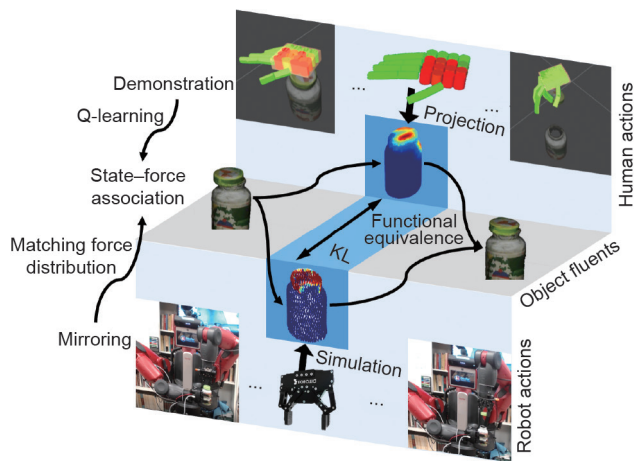 Demonstration
Q-learning
State–force
association
Matching force
distribution
Mirroring
...
...
Projection
Human actions
Functional
equivalence
KL
Object fluents
Simulation
...
...
Robot actions